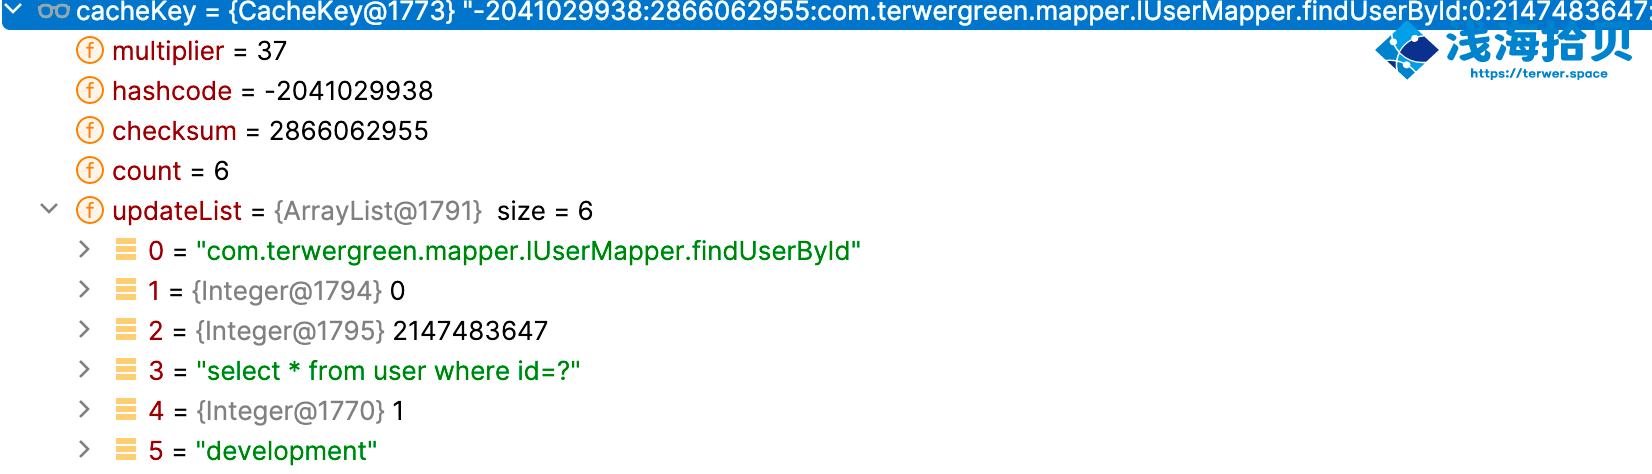 cacheKey = {CacheKey@1773} "-2041029938:2866062955:com.terwergreen.mapper.IUserMapper.findUserById:0:2147483647:
浅海拾贝
https://terwer.space
f multiplier = 37
f hashcode = -2041029938
f checksum = 2866062955
f count = 6
f updateList = {ArrayList@1791} size = 6
0 = "com.terwergreen.mapper.IUserMapper.findUserById"
1 = {Integer@1794} 0
2 = {Integer@1795} 2147483647
3 = "select * from user where id=?"
4 = {Integer@1770} 1
5 = "development"